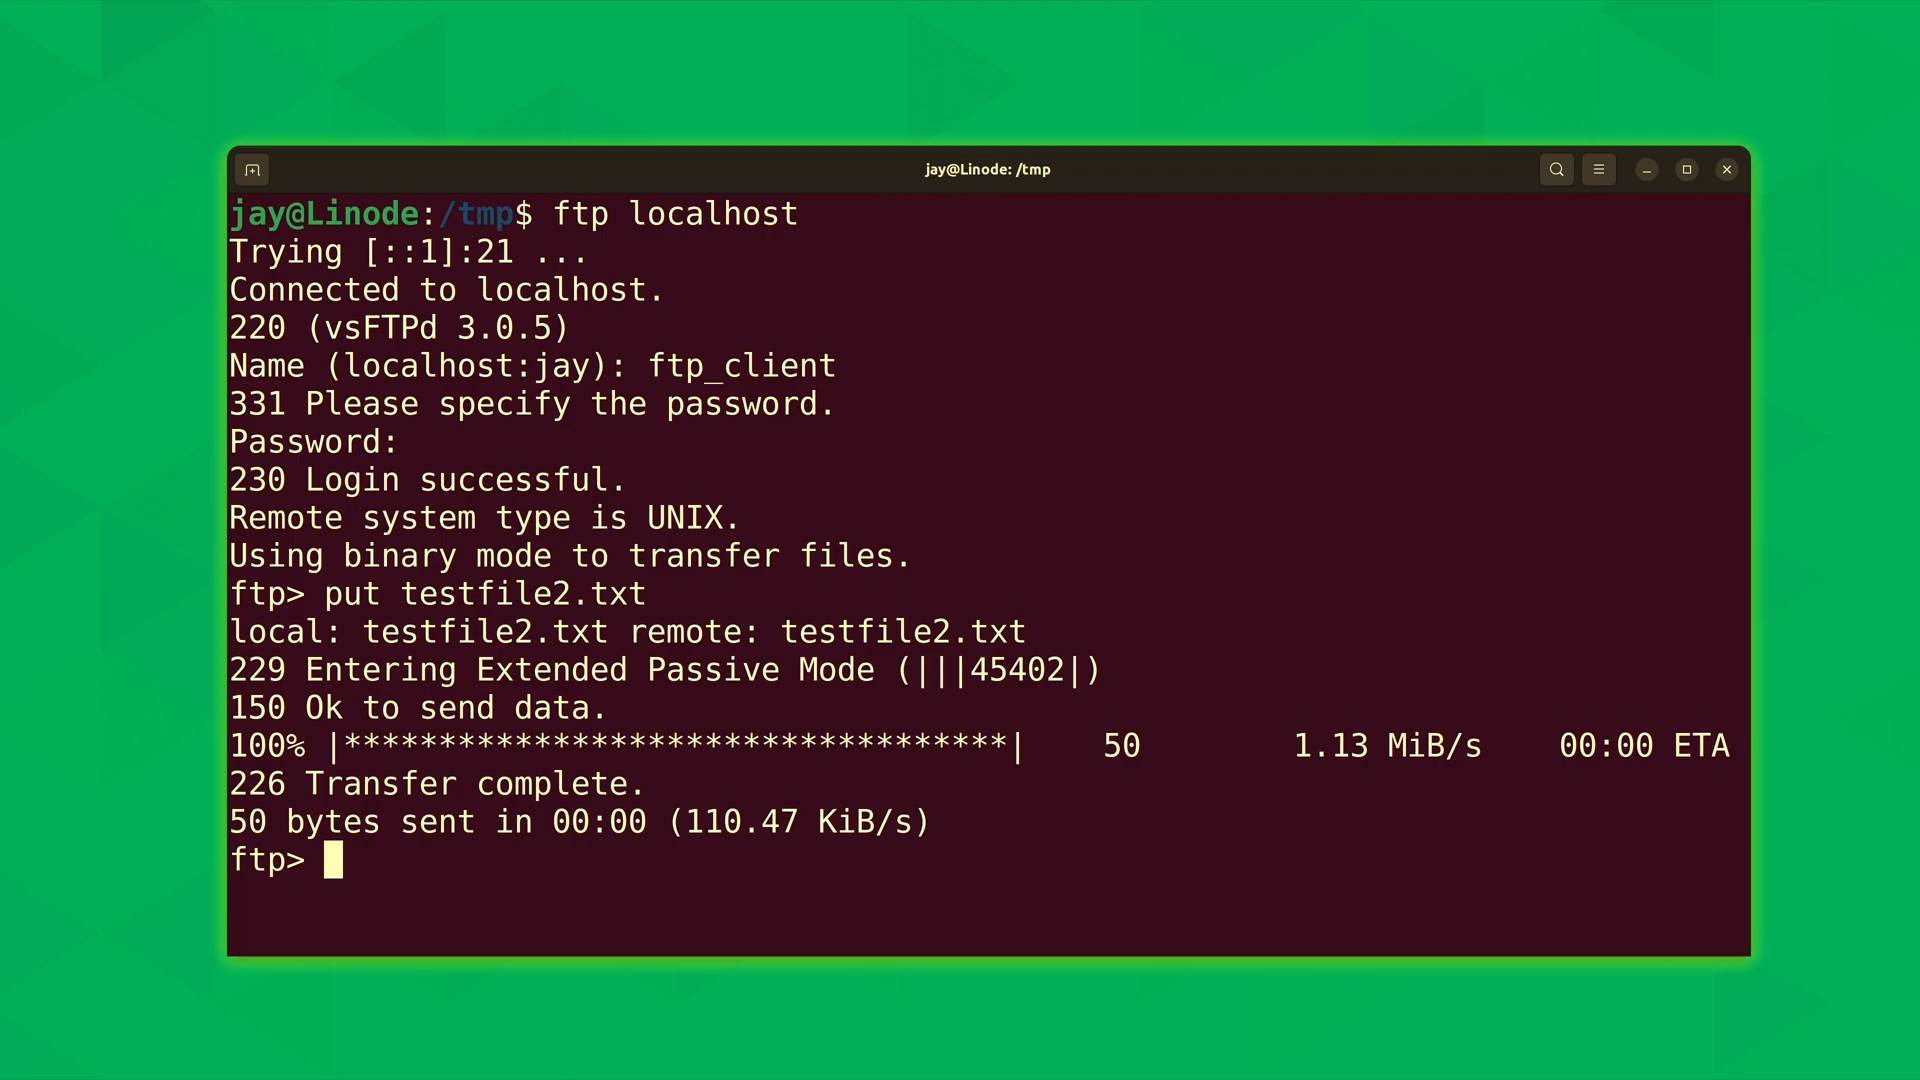 jay@Linode: /tmp
jay@Linode:/tmp$ ftp localhost
Trying [::1]:21 ...
Connected to localhost.
220 (vsFTPd 3.0.5)
Name (localhost:jay): ftp_client
331 Please specify the password.
Password:
230 Login successful.
Remote system type is UNIX.
Using binary mode to transfer files.
ftp> put testfile2.txt
local: testfile2.txt remote: testfile2.txt
229 Entering Extended Passive Mode (|||45402|)
150 Ok to send data.
100% |***********************************|    50        1.13 MiB/s    00:00 ETA
226 Transfer complete.
50 bytes sent in 00:00 (110.47 KiB/s)
ftp>